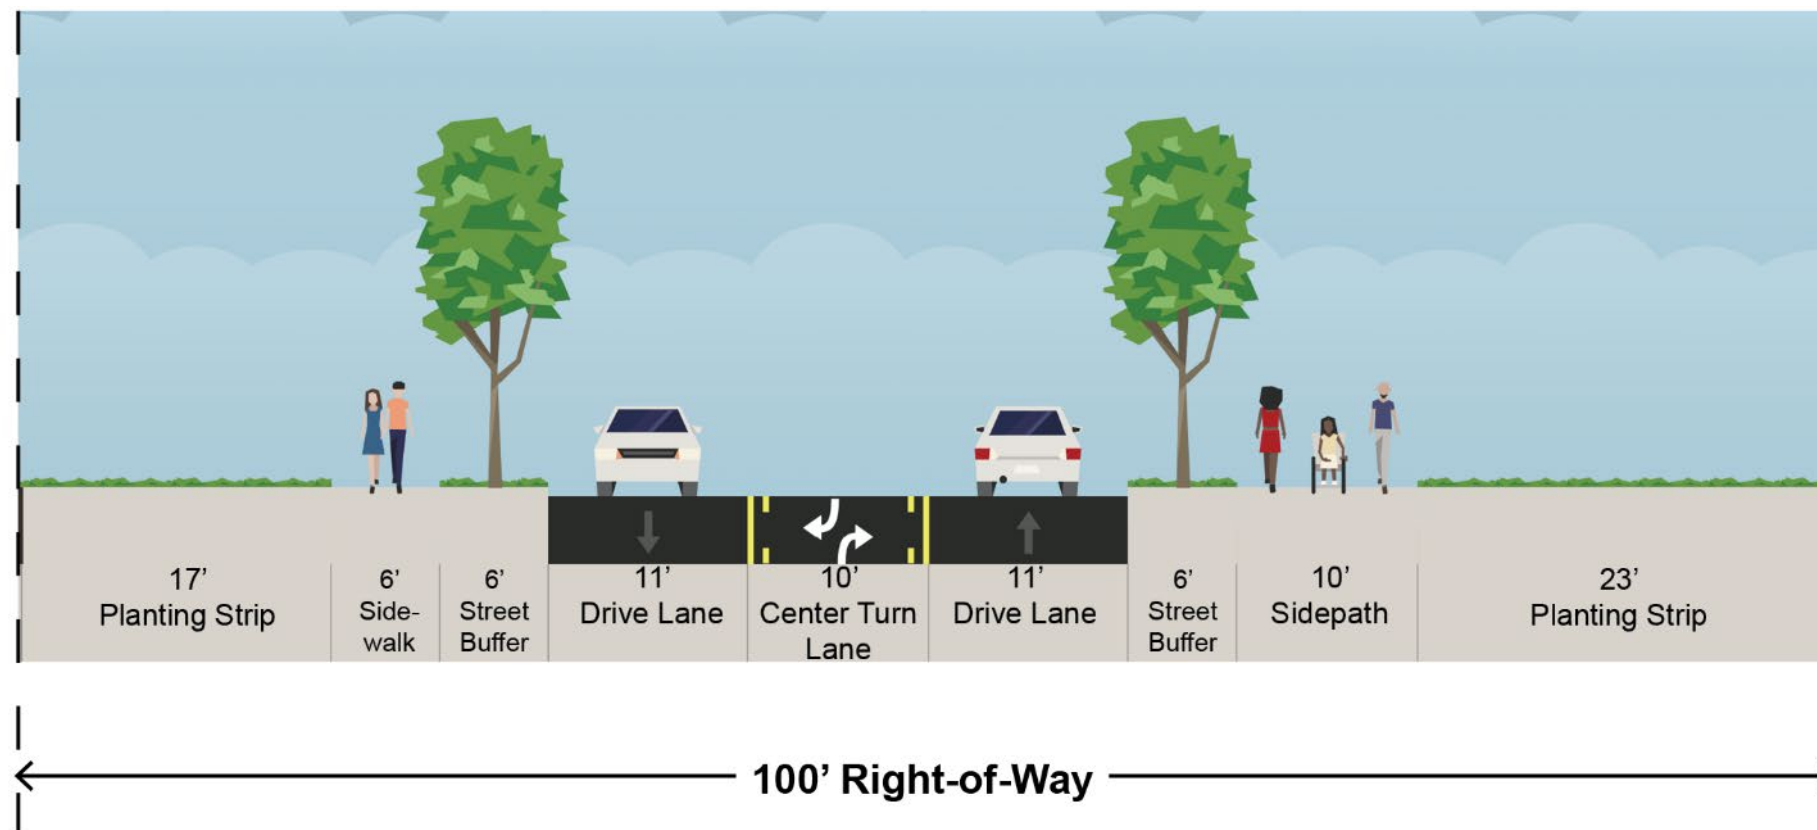 17’
Planting Strip
6’
Side-
walk
6’
Street
Buffer
11’
Drive Lane
10’
Center Turn
Lane
11’
Drive Lane
6’
Street
Buffer
10’
Sidepath
23’
Planting Strip
100’ Right-of-Way